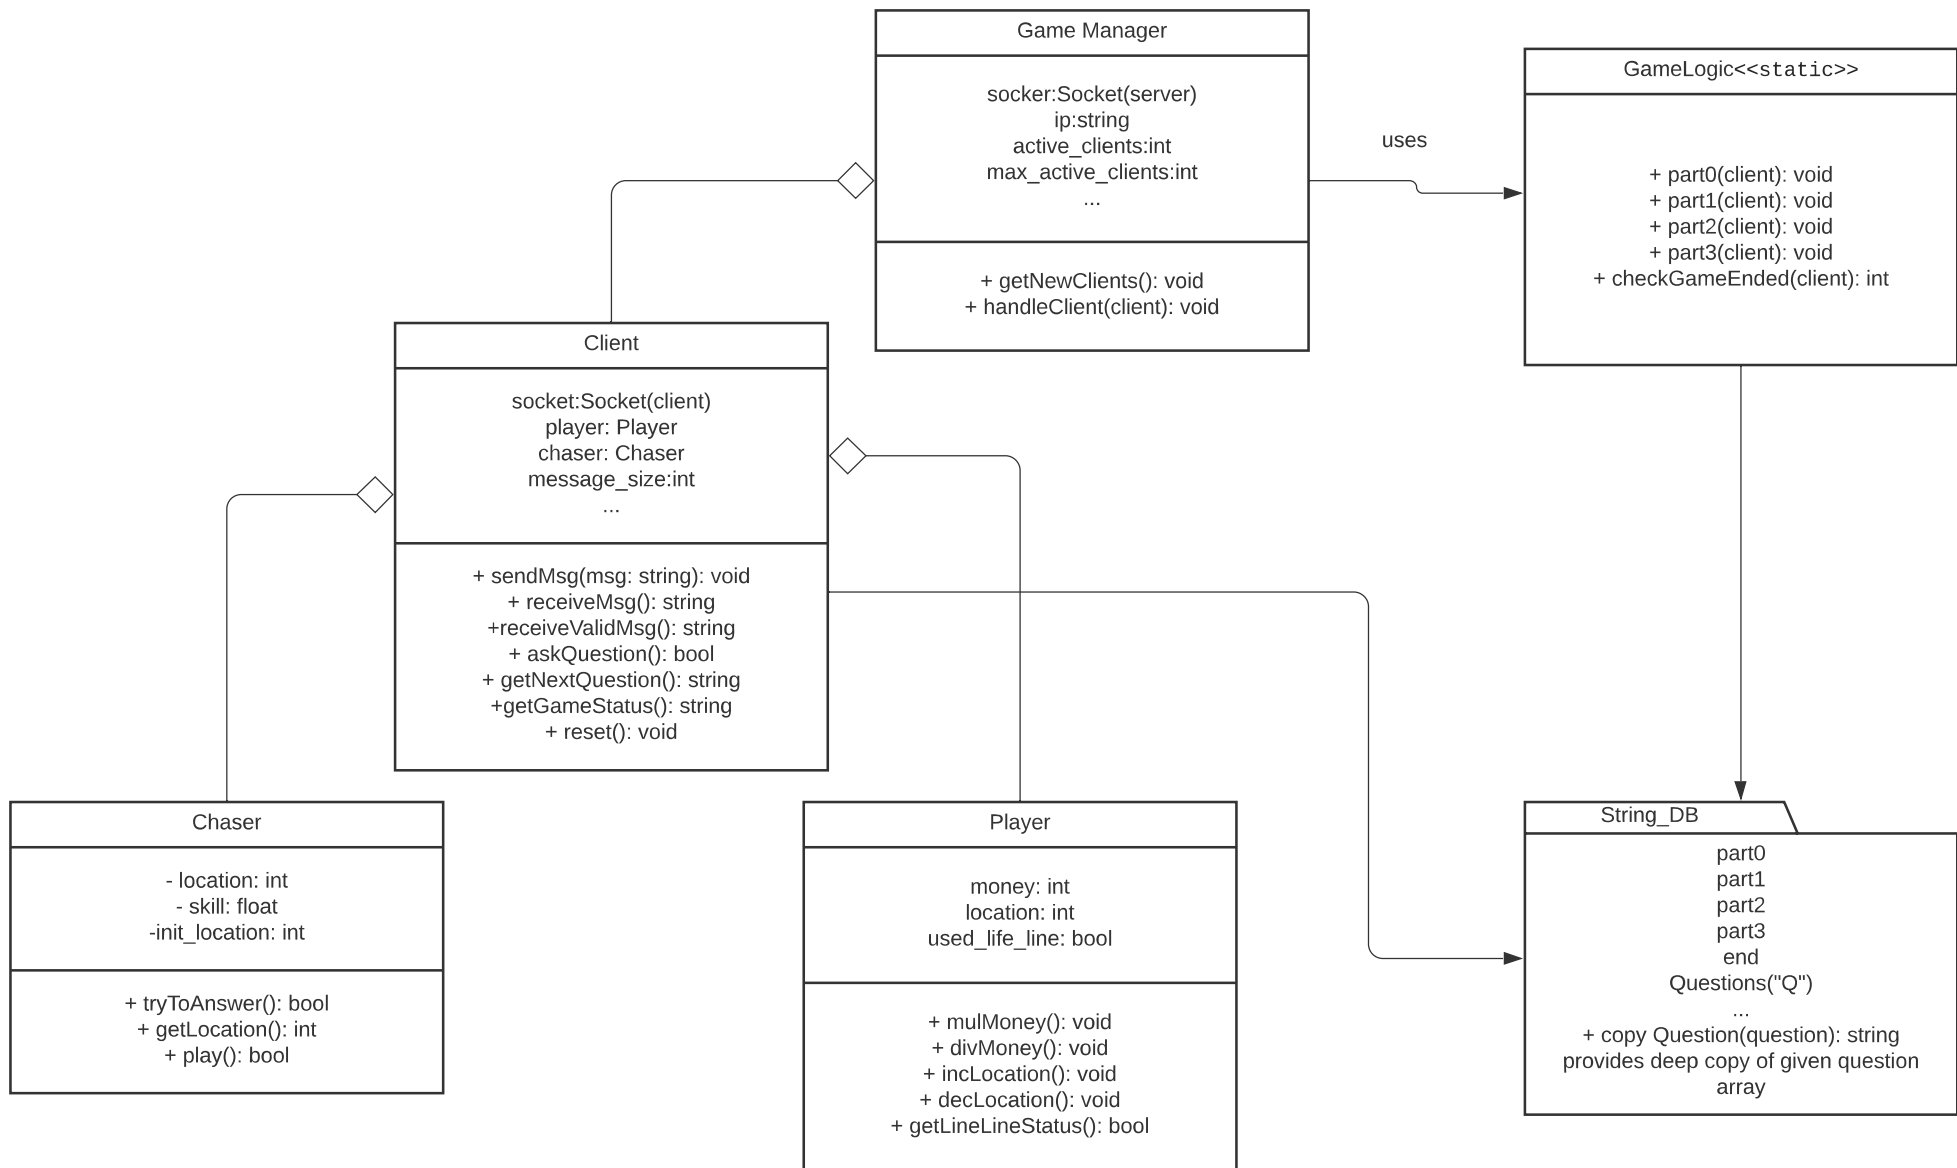 Game Manager
socker:Socket(server)
ip:string
active_clients:int
max_active_clients:int
...
+ getNewClients(): void
+ handleClient(client): void
uses
GameLogic<<static>>
+ part0(client): void
+ part1(client): void
+ part2(client): void
+ part3(client): void
+ checkGameEnded(client): int
Client
socket:Socket(client)
player: Player
chaser: Chaser
message_size:int
...
+ sendMsg(msg: string): void
+ receiveMsg(): string
+receiveValidMsg(): string
+ askQuestion(): bool
+ getNextQuestion(): string
+getGameStatus(): string
+ reset(): void
Chaser
- location: int
- skill: float
-init_location: int
+ tryToAnswer(): bool
+ getLocation(): int
+ play(): bool
Player
money: int
location: int
used_life_line: bool
+ mulMoney(): void
+ divMoney(): void
+ incLocation(): void
+ decLocation(): void
+ getLineLineStatus(): bool
String_DB
part0
part1
part2
part3
end
Questions("Q")
...
+ copy Question(question): string
provides deep copy of given question
array